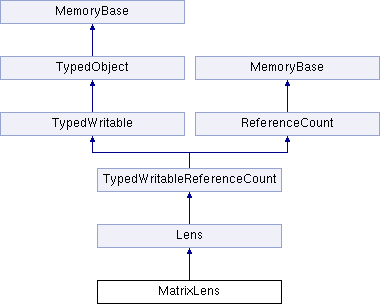 MemoryBase
TypedObject MemoryBase
TypedWritable ReferenceCount
TypedWritableReferenceCount
Lens
MatrixLens